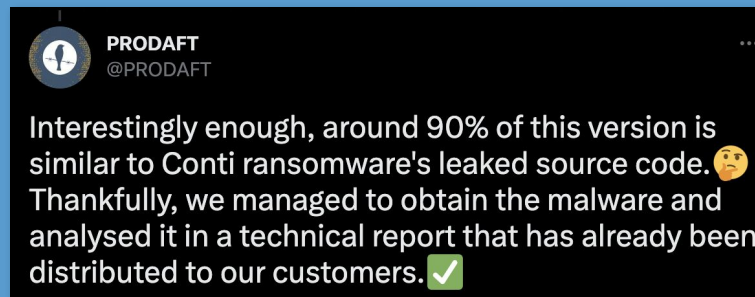 PRODAFT
@PRODAFT
Interestingly enough, around 90% of this version is
similar to Conti ransomware's leaked source code.🤔
Thankfully, we managed to obtain the malware and
analysed it in a technical report that has already been
distributed to our customers.✅